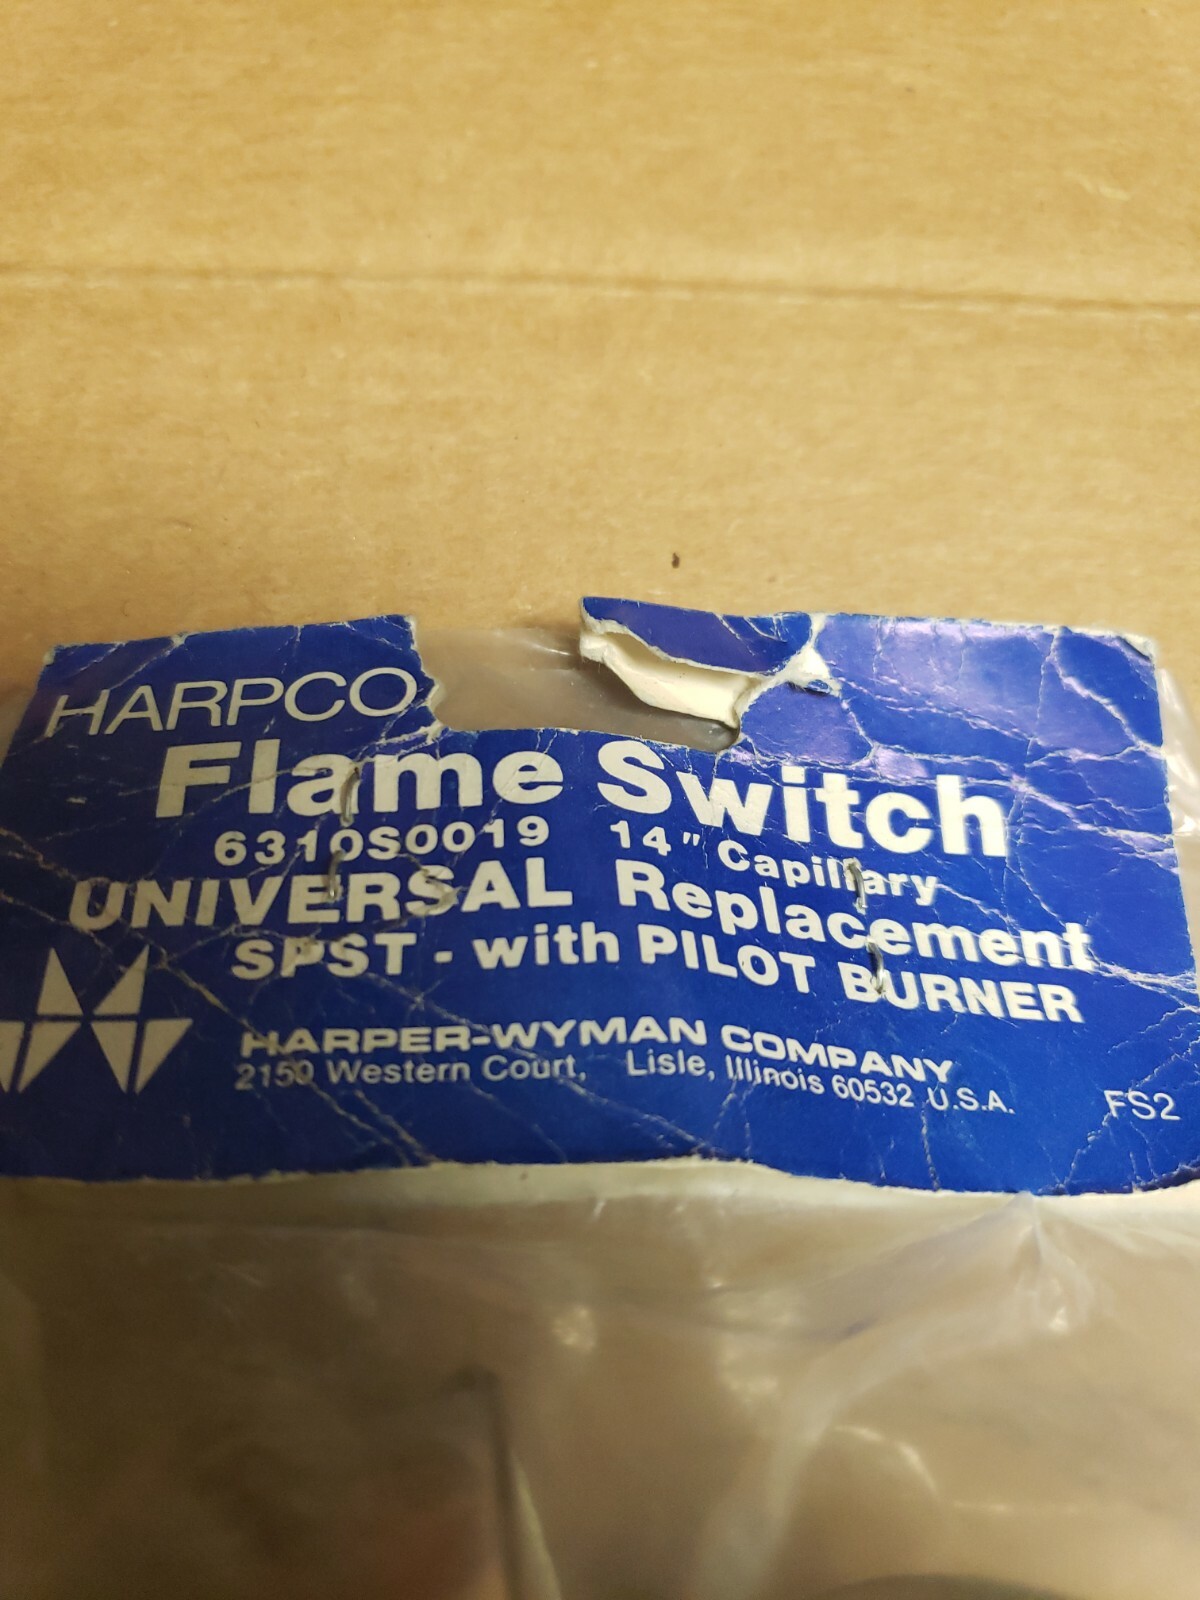 HARPCO
Flame Switch
6310S0019 14" Capillary
UNIVERSAL Replacement
SPST - with PILOT BURNER
HARPER-WYMAN COMPANY
2150 Western Court, Lisle, Illinois 60532 U.S.A.
FS2